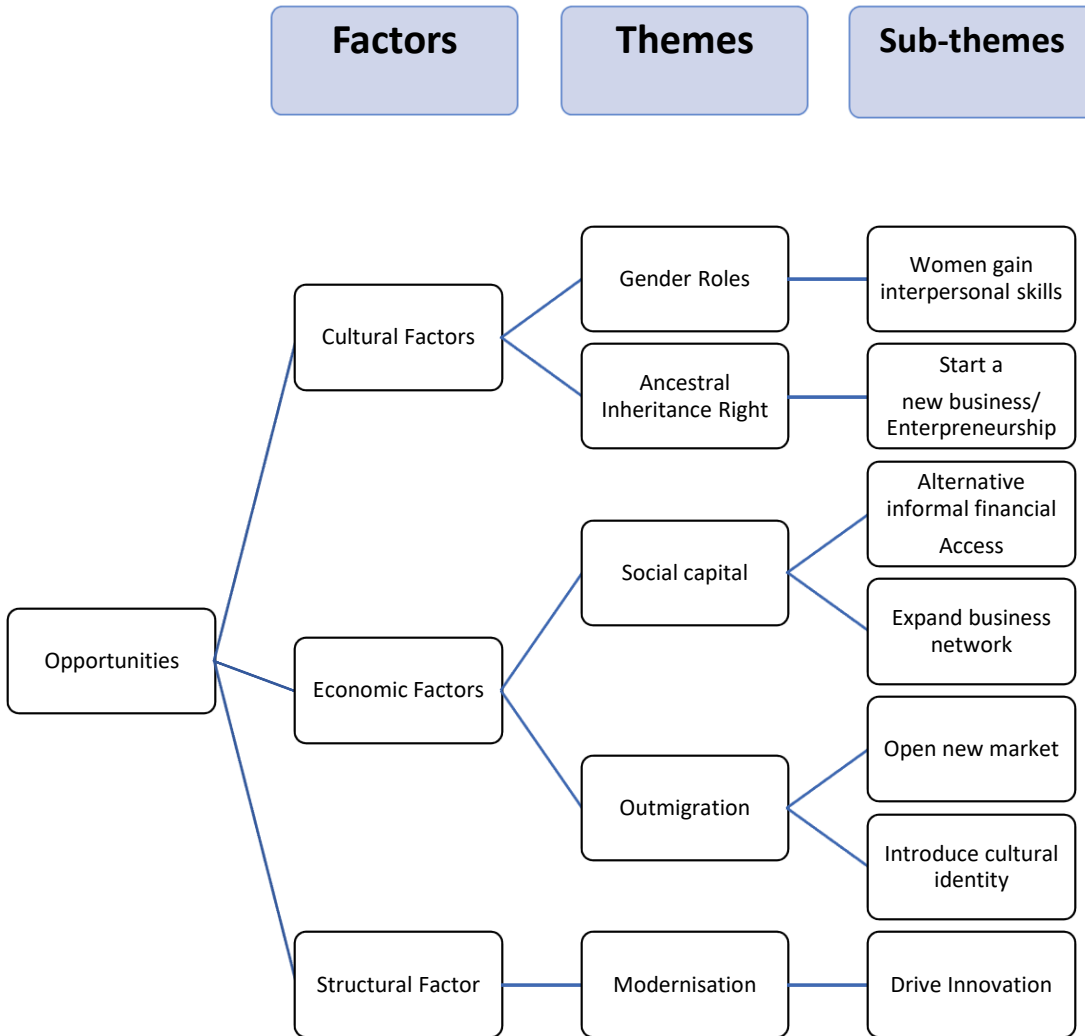 Factors
Themes
Sub-themes
Gender Roles
Women gain
interpersonal skills
Cultural Factors
Ancestral
Inheritance Right
Start a
new business/
Enterpreneurship
Alternative
informal financial
Access
Social capital
Expand business
network
Opportunities
Economic Factors
Open new market
Outmigration
Introduce cultural
identity
Structural Factor
Modernisation
Drive Innovation